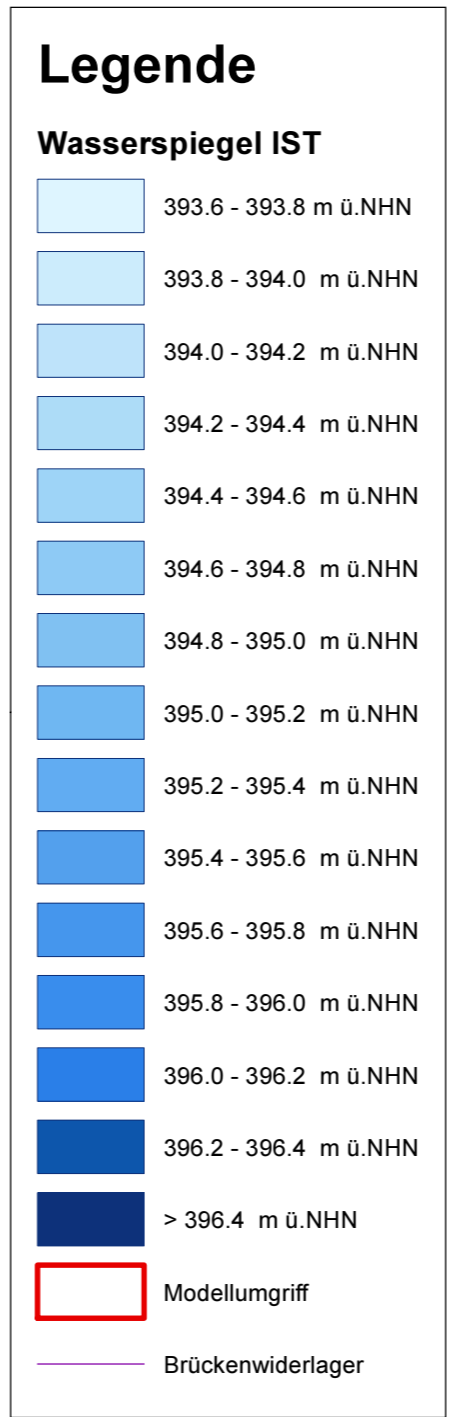 Legende
Wasserspiegel IST
393.6 - 393.8 m ü.NHN
393.8 - 394.0 m ü.NHN
394.0 - 394.2 m ü.NHN
394.2 - 394.4 m ü.NHN
394.4 - 394.6 m ü.NHN
394.6 - 394.8 m ü.NHN
394.8 - 395.0 m ü.NHN
395.0 - 395.2 m ü.NHN
395.2 - 395.4 m ü.NHN
395.4 - 395.6 m ü.NHN
395.6 - 395.8 m ü.NHN
395.8 - 396.0 m ü.NHN
396.0 - 396.2 m ü.NHN
396.2 - 396.4 m ü.NHN
> 396.4 m ü.NHN
Modellumgriff
Brückenwiderlager